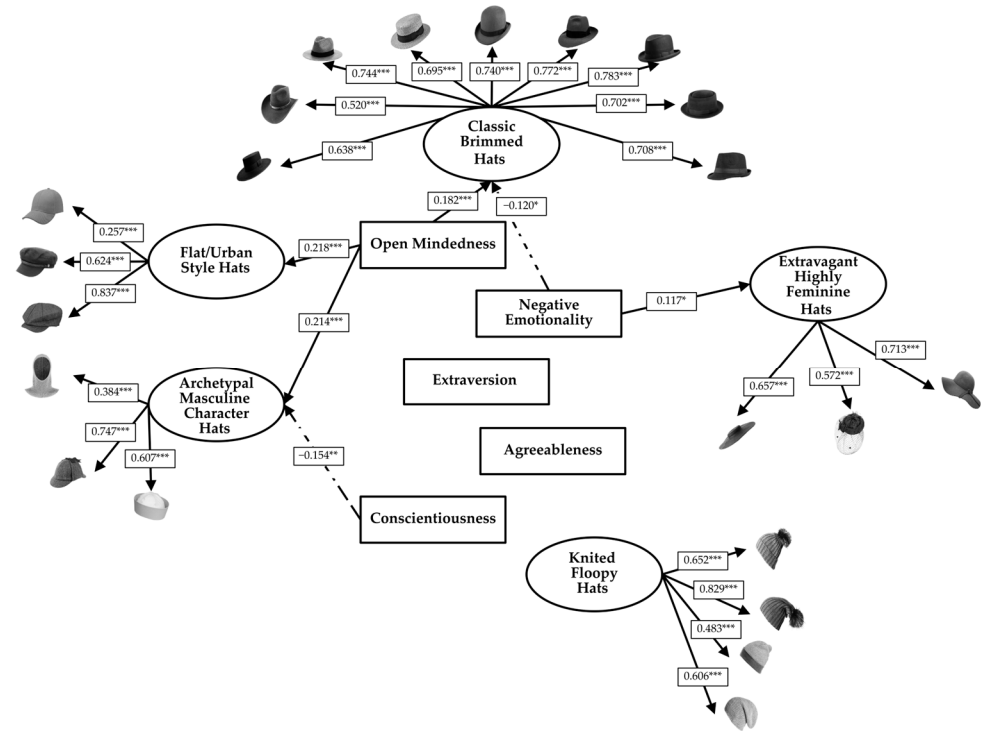 0.744***
0.695***
0.740***
0.772***
0.783***
0.520***
0.702***
0.638***
0.708***
Classic
Brimmed
Hats
0.182***
−0.120*
Open Mindedness
0.257***
0.624***
0.837***
Flat/Urban
Style Hats
0.218***
0.214***
Negative
Emotionality
0.117*
Extravagant
Highly
Feminine
Hats
0.713***
0.572***
0.657***
Extraversion
0.384***
0.747***
0.607***
Archetypal
Masculine
Character
Hats
−0.154**
Agreeableness
Conscientiousness
Knited
Floopy
Hats
0.652***
0.829***
0.483***
0.606***